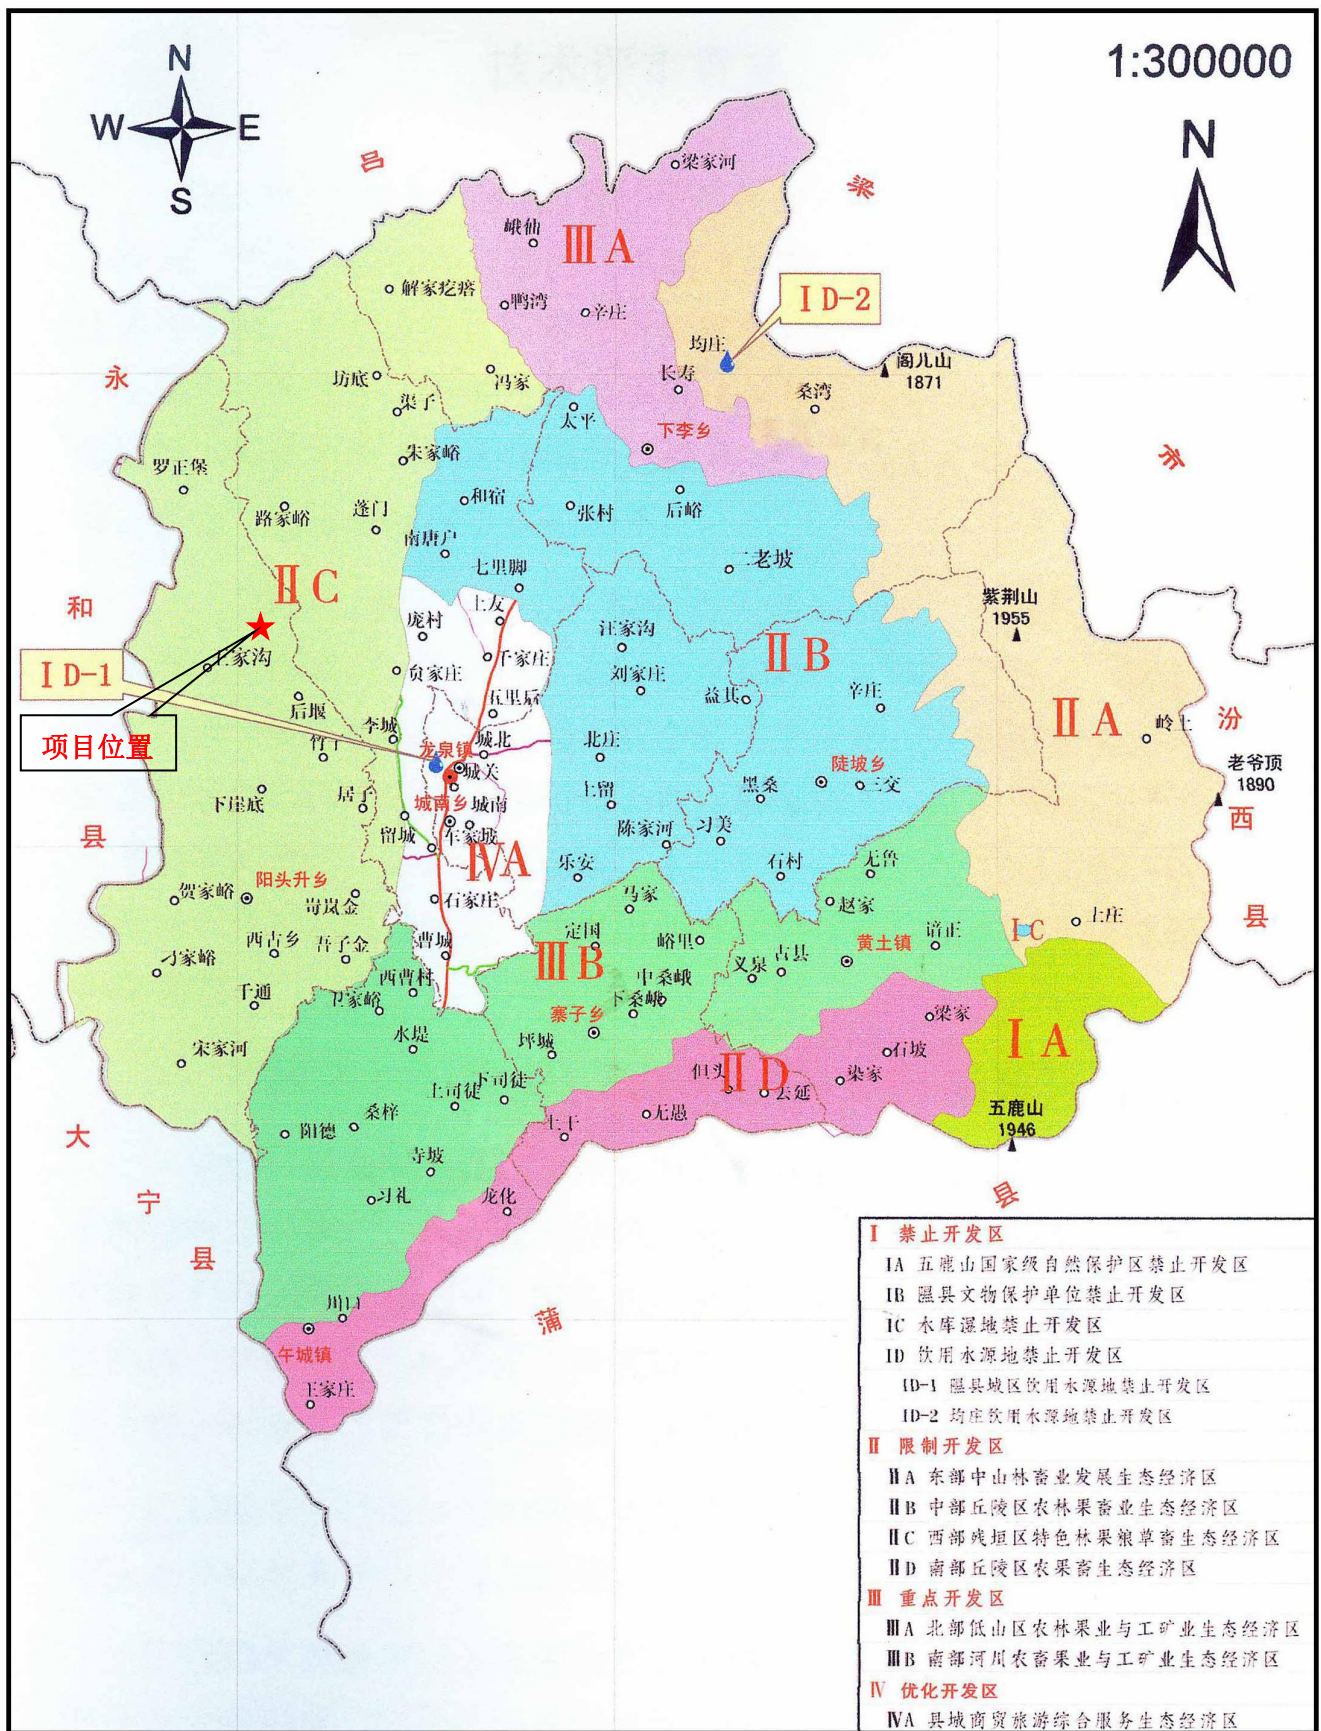 1:300000
N
N
W
E
S
吕
梁
梁家河
峨仙
ⅢA
解家疙瘩
鸭湾
辛庄
ⅠD-2
均庄
阁儿山
1871
永
坊底
冯家
长寿
桑湾
渠子
太平
下李乡
朱家峪
市
罗正堡
和宿
路家峪
蓬门
张村
后峪
南唐户
七里脚
二老坡
ⅡC
紫荆山
1955
和
上友
庞村
汪家沟
ⅡB
千家庄
ⅠD-1
贠家庄
刘家庄
益其
辛庄
后堰
五里后
ⅡA
岭上
汾
李城
项目位置
竹干
龙泉镇
城北
北庄
城关
陡坡乡
三交
老爷顶
1890
下崖底
居子
城南乡
城南
上留
黑桑
西
县
留城
车家坡
陈家河
习美
ⅣA
乐安
石村
无鲁
贺家峪
阳头升乡
岢岚金
石家庄
马家
赵家
上庄
县
西古乡
吾子金
曹城
定国
峪里
黄土镇
谙正
ⅠC
刁家峪
西曹村
ⅢB
中桑峨
义泉
古县
千通
卫家峪
下桑峨
寨子乡
梁家
水堤
坪城
石坡
ⅠA
宋家河
但头
ⅡD
去延
染家
上司徒
下司徒
五鹿山
1946
桑梓
无愚
大
阳德
上干
寺坡
宁
习礼
龙化
县
县
川口
蒲
午城镇
王家庄
Ⅰ 禁止开发区
ⅠA 五鹿山国家级自然保护区禁止开发区
ⅠB 隰县文物保护单位禁止开发区
ⅠC 水库湿地禁止开发区
ⅠD 饮用水源地禁止开发区
ⅠD-1 隰县城区饮用水源地禁止开发区
ⅠD-2 均庄饮用水源地禁止开发区
Ⅱ 限制开发区
ⅡA 东部中山林畜业发展生态经济区
ⅡB 中部丘陵区农林果畜业生态经济区
ⅡC 西部残垣区特色林果粮草畜生态经济区
ⅡD 南部丘陵区农果畜生态经济区
Ⅲ 重点开发区
ⅢA 北部低山区农林果业与工矿业生态经济区
ⅢB 南部河川农畜果业与工矿业生态经济区
Ⅳ 优化开发区
ⅣA 县城商贸旅游综合服务生态经济区